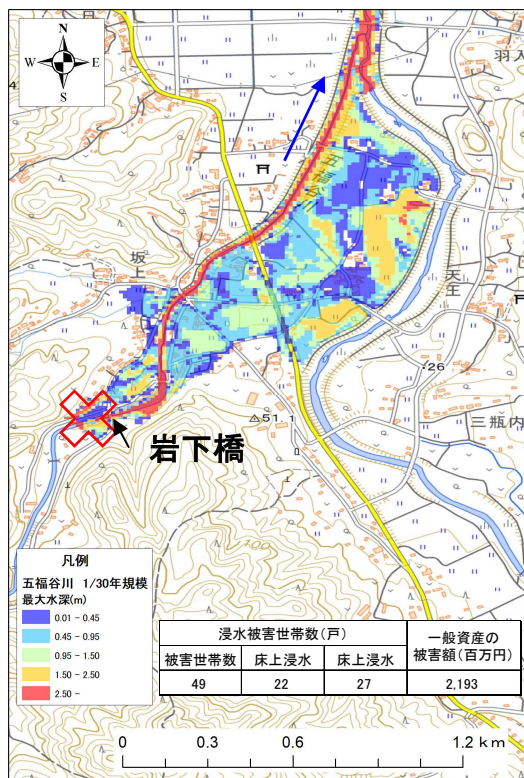 N
W E
S
羽入
五福谷川
坂上
天王
・26
△51.1
三瓶内
岩下橋
100
凡例
五福谷川 1/30年規模
最大水深(m)
0.01 - 0.45
0.45 - 0.95
0.95 - 1.50
1.50 - 2.50
2.50 -
浸水被害世帯数(戸) 一般資産の
被害額(百万円)
被害世帯数 床上浸水 床上浸水
49 22 27 2,193
0 0.3 0.6 1.2 km